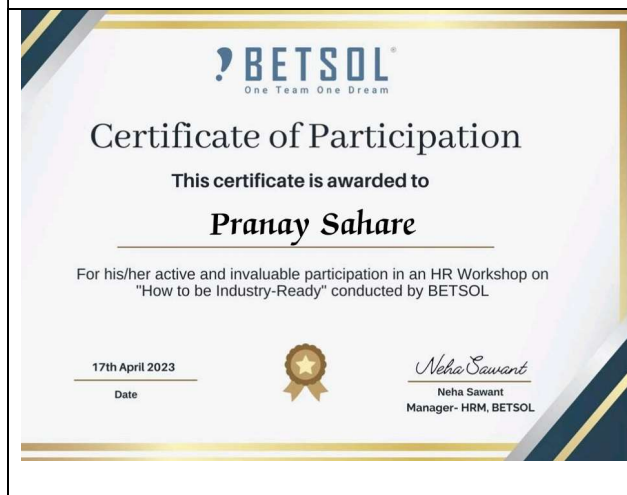 BETSOL®
One Team One Dream
Certificate of Participation
This certificate is awarded to
Pranay Sahare
For his/her active and invaluable participation in an HR Workshop on
"How to be Industry-Ready" conducted by BETSOL
17th April 2023
Date
Neha Sawant
Neha Sawant
Manager- HRM, BETSOL